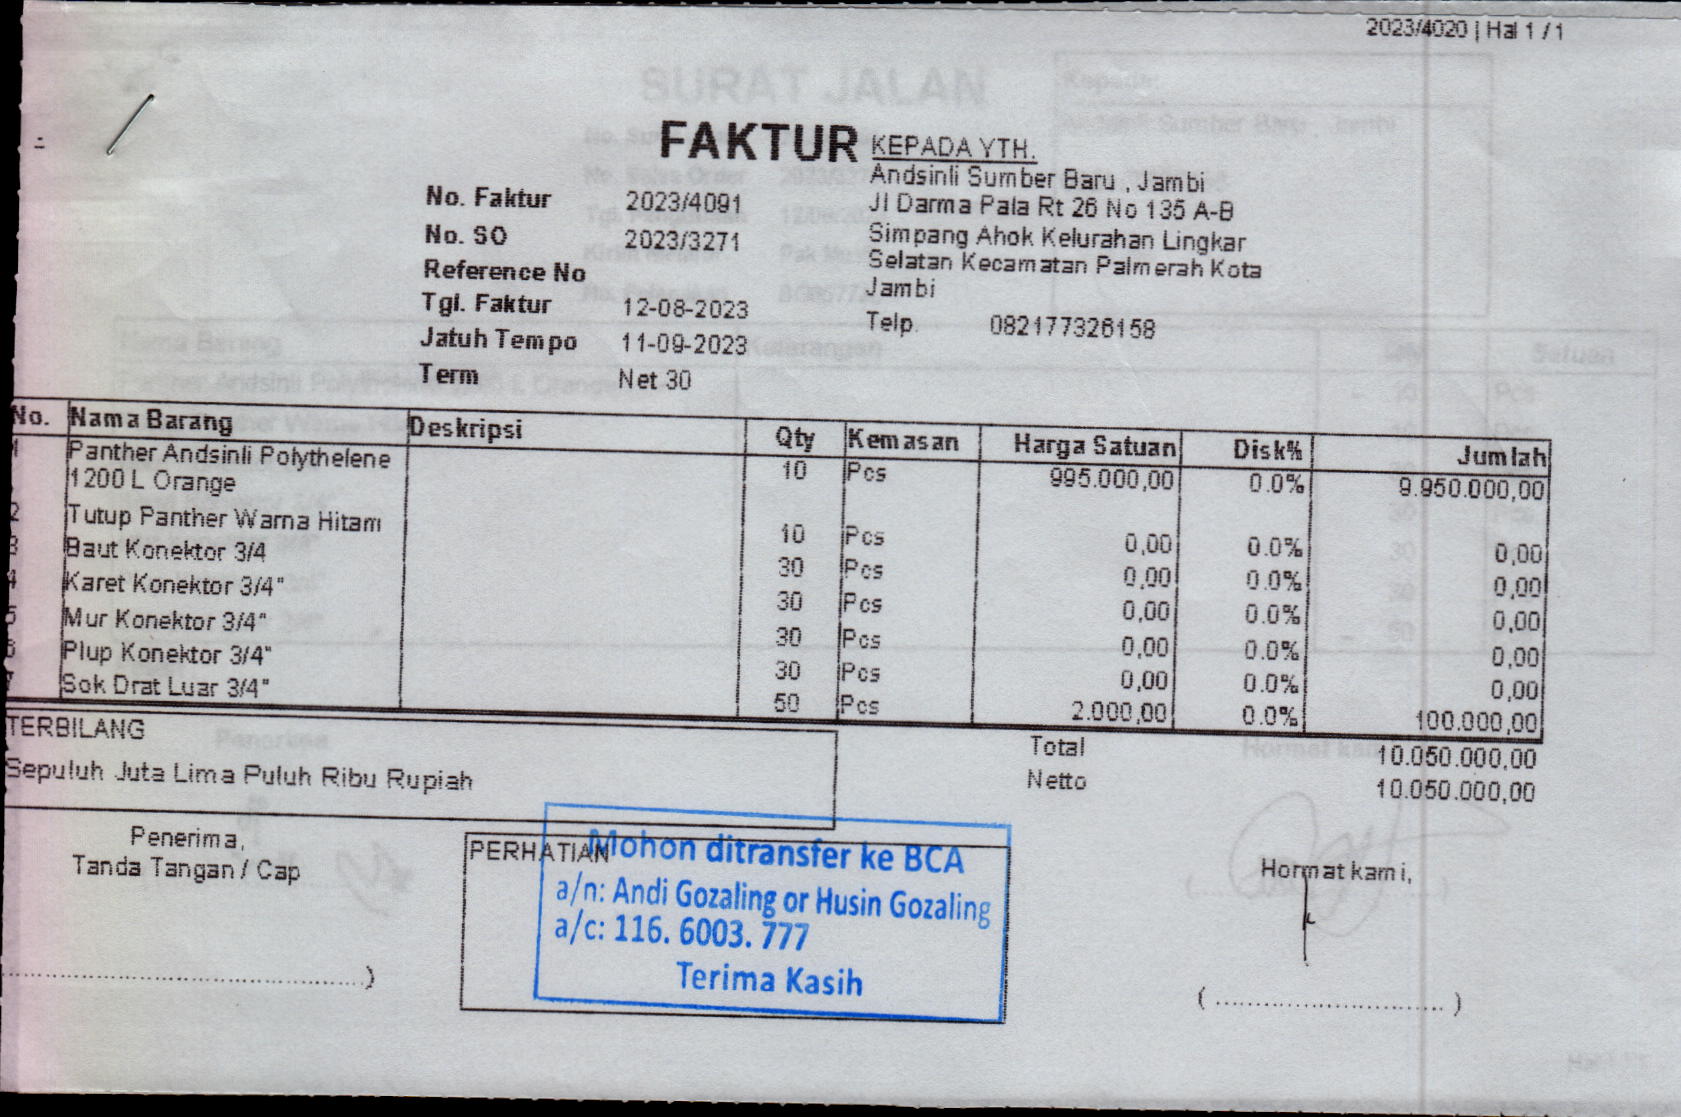 2023/4020 | Hal 1 / 1
FAKTUR
No. Faktur 2023/4091
No. SO 2023/3271
Reference No
Tgl. Faktur 12-08-2023
Jatuh Tempo 11-09-2023
Term Net 30
KEPADA YTH.
Andsinli Sumber Baru , Jambi
Jl Darma Pala Rt 26 No 135 A-B
Simpang Ahok Kelurahan Lingkar
Selatan Kecamatan Palmerah Kota
Jambi
Telp. 082177326158
No. Nama Barang Deskripsi Qty Kemasan Harga Satuan Disk% Jumlah
1 Panther Andsinli Polythelene 10 Pcs 995.000,00 0.0% 9.950.000,00
1200 L Orange
2 Tutup Panther Warna Hitam 10 Pcs 0,00 0.0% 0,00
3 Baut Konektor 3/4 30 Pcs 0,00 0.0% 0,00
4 Karet Konektor 3/4" 30 Pcs 0,00 0.0% 0,00
5 Mur Konektor 3/4" 30 Pcs 0,00 0.0% 0,00
6 Plup Konektor 3/4" 30 Pcs 0,00 0.0% 0,00
7 Sok Drat Luar 3/4" 50 Pcs 2.000,00 0.0% 100.000,00
TERBILANG
Sepuluh Juta Lima Puluh Ribu Rupiah
Total 10.050.000,00
Netto 10.050.000,00
Penerima,
Tanda Tangan / Cap
PERHATIAN
Mohon ditransfer ke BCA
a/n: Andi Gozaling or Husin Gozaling
a/c: 116. 6003. 777
Terima Kasih
Hormat kami,